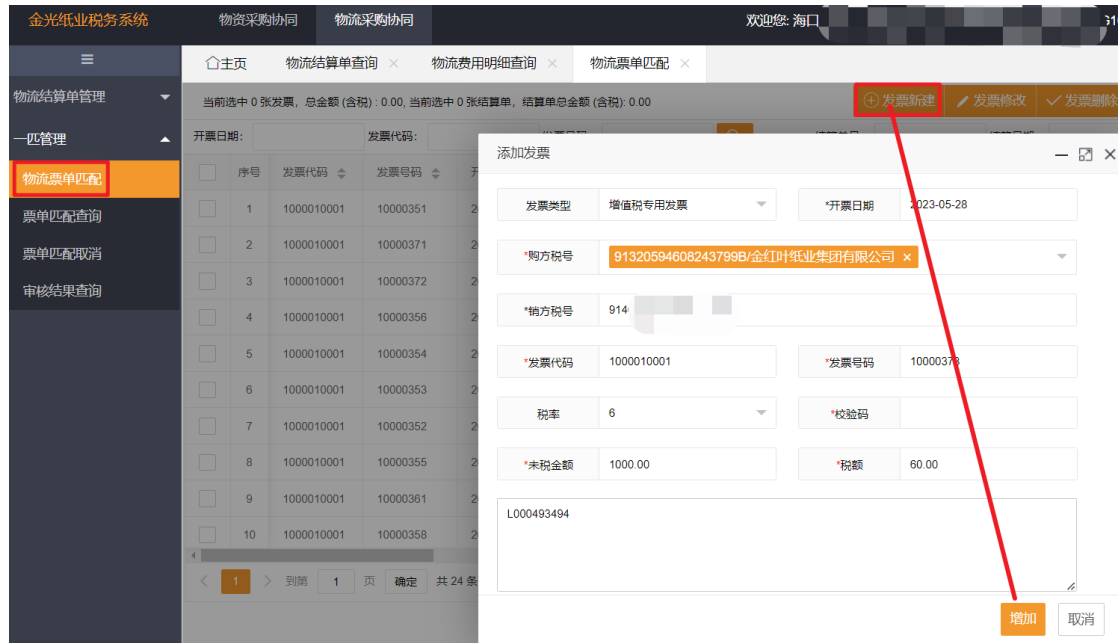 金光纸业税务系统 物资采购协同 物流采购协同 欢迎您: 海口
主页 物流结算单查询 × 物流费用明细查询 × 物流票单匹配 ×
物流结算单管理
一匹管理
物流票单匹配
票单匹配查询
票单匹配取消
审核结果查询
当前选中 0 张发票，总金额 (含税) : 0.00, 当前选中 0 张结算单，结算单总金额 (含税): 0.00
发票新建 发票修改 发票删除
开票日期: 发票代码:
序号 发票代码 发票号码
1 1000010001 10000351
2 1000010001 10000371
3 1000010001 10000372
4 1000010001 10000356
5 1000010001 10000354
6 1000010001 10000353
7 1000010001 10000352
8 1000010001 10000355
9 1000010001 10000361
10 1000010001 10000358
1 到第 1 页 确定 共 24 条
添加发票
发票类型 增值税专用发票 *开票日期 2023-05-28
*购方税号 91320594608243799B/金红叶纸业集团有限公司 ×
*销方税号 914
*发票代码 1000010001 *发票号码 10000373
税率 6 *校验码
*未税金额 1000.00 *税额 60.00
L000493494
增加 取消